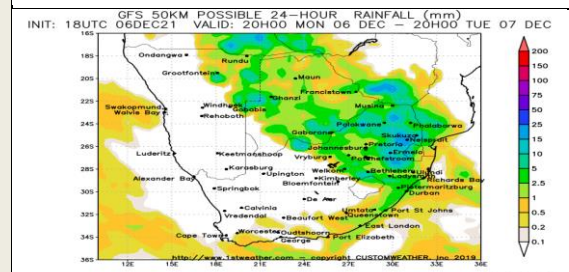 GFS 50KM POSSIBLE 24-HOUR RAINFALL (mm)
INIT: 18UTC 06DEC21 VALID: 20H00 MON 06 DEC - 20H00 TUE 07 DEC
16S
Ondangwa
Rundu
18S
Grootfontein
200
Maun
150
20S
Francistown
100
Ghanzi
Musina
75
22S
Windhoek
Gobabis
Swakopmund
Walvis Bay
Rehoboth
50
Polokwane
Phalaborwa
24S
Gaborone
Skukuza
25
Nelspruit
Pretoria
15
Johannesburg
26S
Luderitz
Keetmanshoop
Vryburg
Ermelo
Potchefstroom
10
Karasburg
Welkom
Bethlehem
Ulundi
5
28S
Alexander Bay
Upington
Kimberley
Ladysmith
Richards Bay
Bloemfontein
Pietermaritzburg
2.5
Springbok
Durban
30S
De Aar
1
Calvinia
Umtata
Port St Johns
0.5
32S
Vredendal
Beaufort West
Queenstown
0.2
East London
Worcester
Oudtshoorn
0.1
34S
Cape Town
George
Port Elizabeth
http://www.1stweather.com - copyright CUSTOMWEATHER, inc 2019
36S
12E 15E 18E 21E 24E 27E 30E 33E 36E